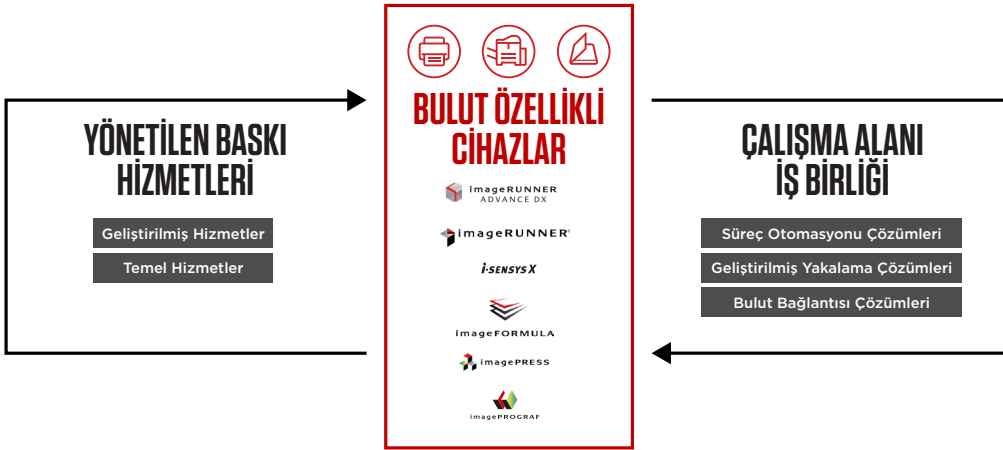 YÖNETİLEN BASKI
HİZMETLERİ
Geliştirilmiş Hizmetler
Temel Hizmetler
BULUT ÖZELLİKLİ
CİHAZLAR
imageRUNNER
ADVANCE DX
imageRUNNER®
i-SENSYS X
imageFORMULA
imagePRESS
imagePROGRAF
ÇALIŞMA ALANI
İŞ BİRLİĞİ
Süreç Otomasyonu Çözümleri
Geliştirilmiş Yakalama Çözümleri
Bulut Bağlantısı Çözümleri